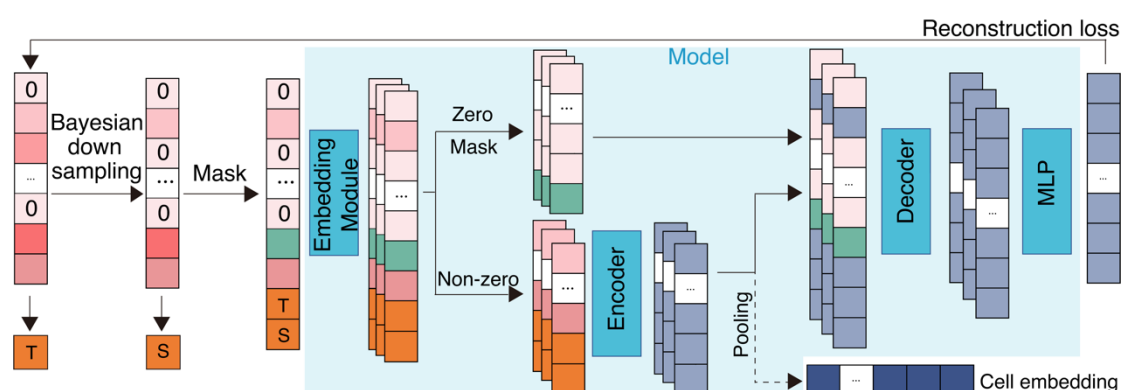 Reconstruction loss
Model
0
...
0
T
Bayesian
down
sampling
0
0
...
0
S
Mask
0
0
...
0
T
S
Embedding
Module
...
Zero
Mask
Non-zero
...
...
Encoder
...
Pooling
...
Decoder
...
MLP
...
...
Cell embedding